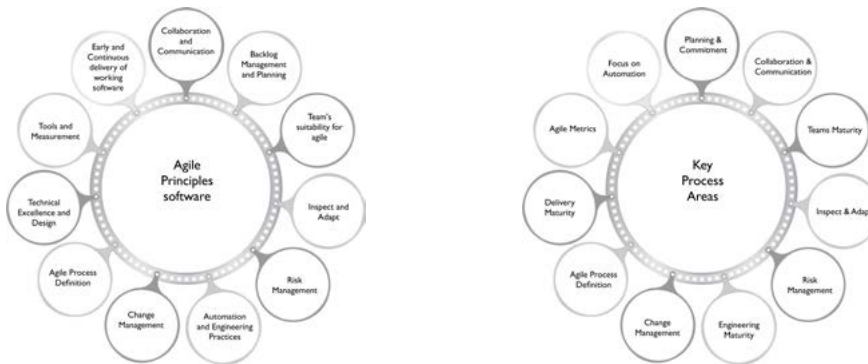 Collaboration
and
Communication
Backlog
Management
and Planning
Team's
suitability for
agile
Inspect and
Adapt
Risk
Management
Automation
and Engineering
Practices
Change
Management
Agile Process
Definition
Technical
Excellence and
Design
Tools and
Measurement
Early and
Continuous
delivery of
working
software
Agile
Principles
software
Planning &
Commitment
Collaboration &
Communication
Teams
Maturity
Inspect & Adap
Risk
Management
Engineering
Maturity
Change
Management
Agile Process
Definition
Delivery
Maturity
Agile Metrics
Focus on
Automation
Key
Process
Areas